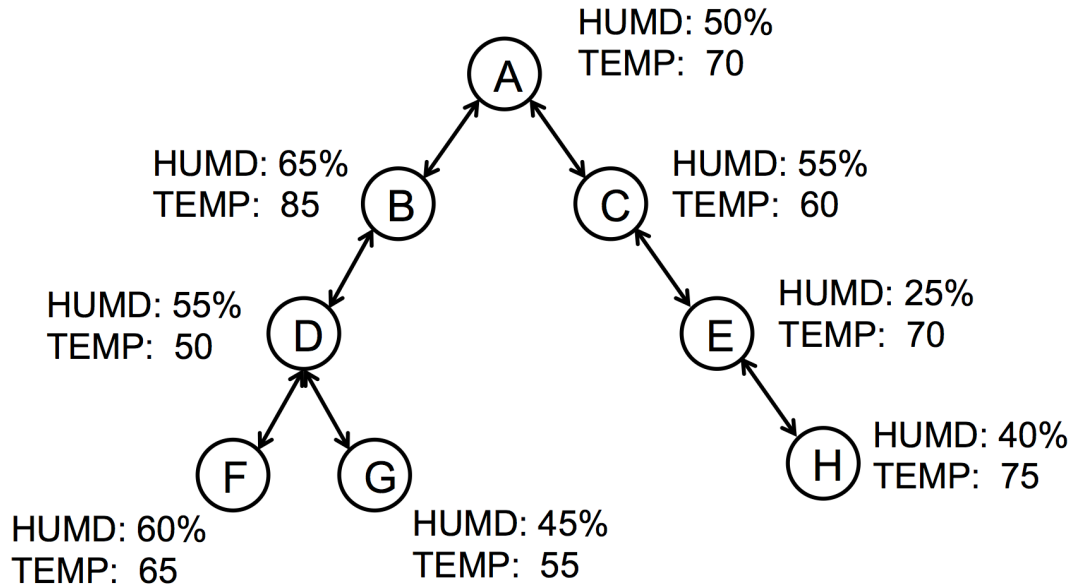 HUMD: 50%
TEMP: 70
A
HUMD: 65%
TEMP: 85
B
C
HUMD: 55%
TEMP: 60
HUMD: 55%
TEMP: 50
D
E
HUMD: 25%
TEMP: 70
F
G
H
HUMD: 40%
TEMP: 75
HUMD: 60%
TEMP: 65
HUMD: 45%
TEMP: 55